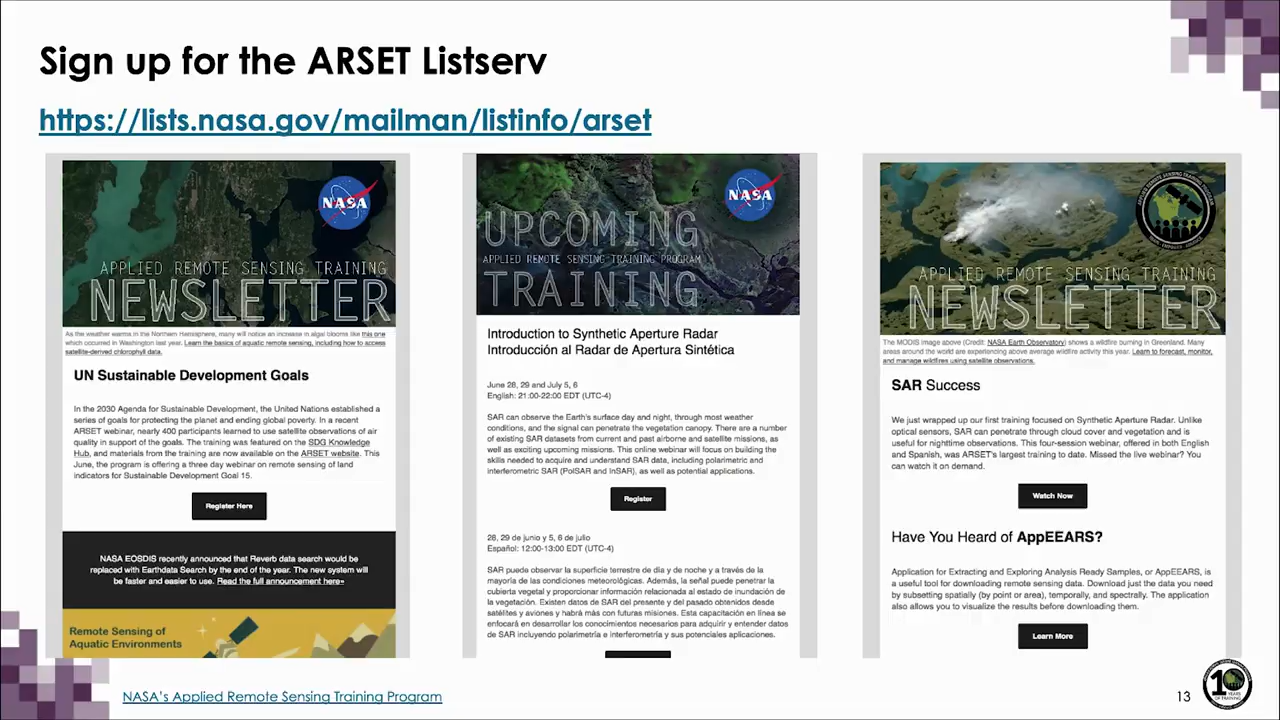 Sign up for the ARSET Listserv
https://lists.nasa.gov/mailman/listinfo/arset
NASA
APPLIED REMOTE SENSING TRAINING
NEWSLETTER
As the weather warms in the Northern Hemisphere, many will notice an increase in algal blooms like this one
which occurred in Washington last year. Learn the basics of aquatic remote sensing, including how to access
satellite-derived chlorophyll data.
UN Sustainable Development Goals
In the 2030 Agenda for Sustainable Development, the United Nations established a
series of goals for protecting the planet and ending global poverty. In a recent
ARSET webinar, nearly 400 participants learned to use satellite observations of air
quality in support of the goals. The training was featured on the SDG Knowledge
Hub, and materials from the training are now available on the ARSET website. This
June, the program is offering a three day webinar on remote sensing of land
indicators for Sustainable Development Goal 15.
Register Here
NASA EOSDIS recently announced that Reverb data search would be
replaced with Earthdata Search by the end of the year. The new system will
be faster and easier to use. Read the full announcement here»
Remote Sensing of
Aquatic Environments
NASA
UPCOMING
APPLIED REMOTE SENSING TRAINING PROGRAM
TRAINING
Introduction to Synthetic Aperture Radar
Introducción al Radar de Apertura Sintética
June 28, 29 and July 5, 6
English: 21:00-22:00 EDT (UTC-4)
SAR can observe the Earth's surface day and night, through most weather
conditions, and the signal can penetrate the vegetation canopy. There are a number
of existing SAR datasets from current and past airborne and satellite missions, as
well as exciting upcoming missions. This online webinar will focus on building the
skills needed to acquire and understand SAR data, including polarimetric and
interferometric SAR (PolSAR and InSAR), as well as potential applications.
Register
28, 29 de junio y 5, 6 de julio
Español: 12:00-13:00 EDT (UTC-4)
SAR puede observar la superficie terrestre de día y de noche y a través de la
mayoría de las condiciones meteorológicas. Además, la señal puede penetrar la
cubierta vegetal y proporcionar información relacionada al estado de inundación de
la vegetación. Existen datos de SAR del presente y del pasado obtenidos desde
satélites y aviones y habrá más con futuras misiones. Esta capacitación en línea se
enfocará en desarrollar los conocimientos necesarios para adquirir y entender datos
de SAR incluyendo polarimetría e interferometría y sus potenciales aplicaciones.
APPLIED REMOTE SENSING TRAINING
NEWSLETTER
The MODIS image above (Credit: NASA Earth Observatory) shows a wildfire burning in Greenland. Many
areas around the world are experiencing above average wildfire activity this year. Learn to forecast, monitor,
and manage wildfires using satellite observations.
SAR Success
We just wrapped up our first training focused on Synthetic Aperture Radar. Unlike
optical sensors, SAR can penetrate through cloud cover and vegetation and is
useful for nighttime observations. This four-session webinar, offered in both English
and Spanish, was ARSET's largest training to date. Missed the live webinar? You
can watch it on demand.
Watch Now
Have You Heard of AppEEARS?
Application for Extracting and Exploring Analysis Ready Samples, or AppEEARS, is
a useful tool for downloading remote sensing data. Download just the data you need
by subsetting spatially (by point or area), temporally, and spectrally. The application
also allows you to visualize the results before downloading them.
Learn More
NASA's Applied Remote Sensing Training Program
13
10
YEARS
OF TRAINING